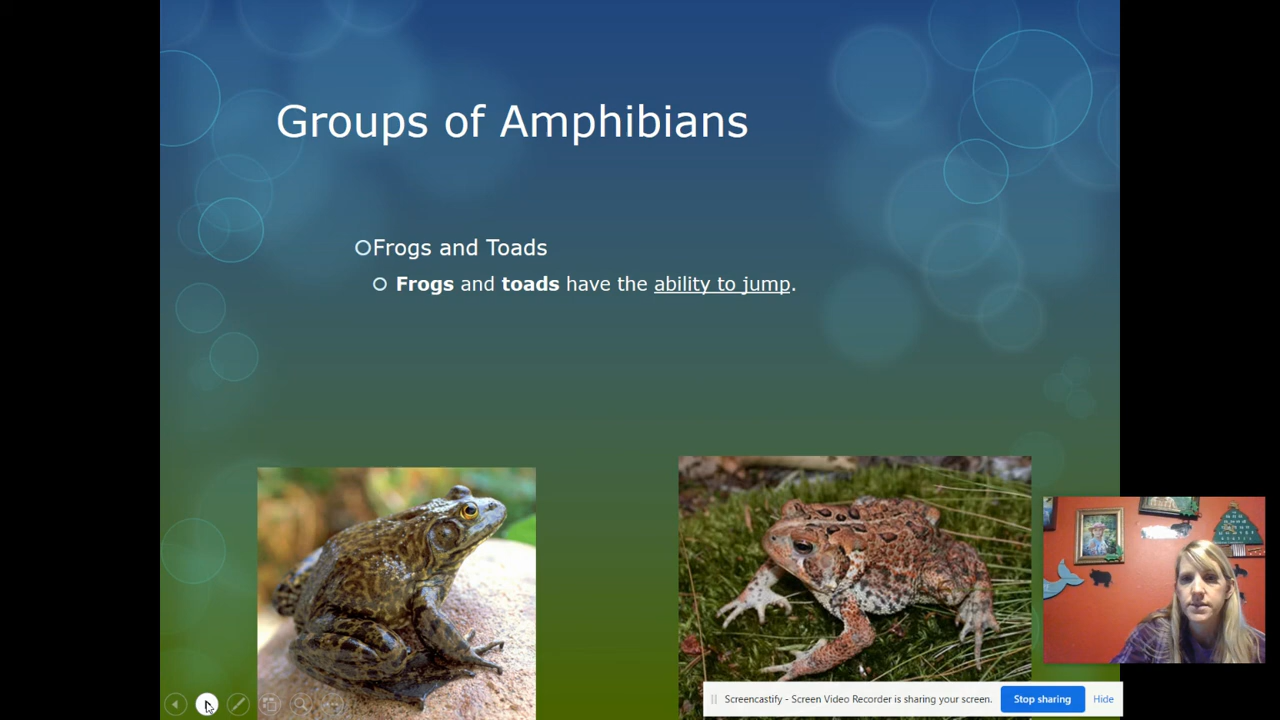 Groups of Amphibians
Frogs and Toads
Frogs and toads have the ability to jump.
Screencastify - Screen Video Recorder is sharing your screen.
Stop sharing
Hide